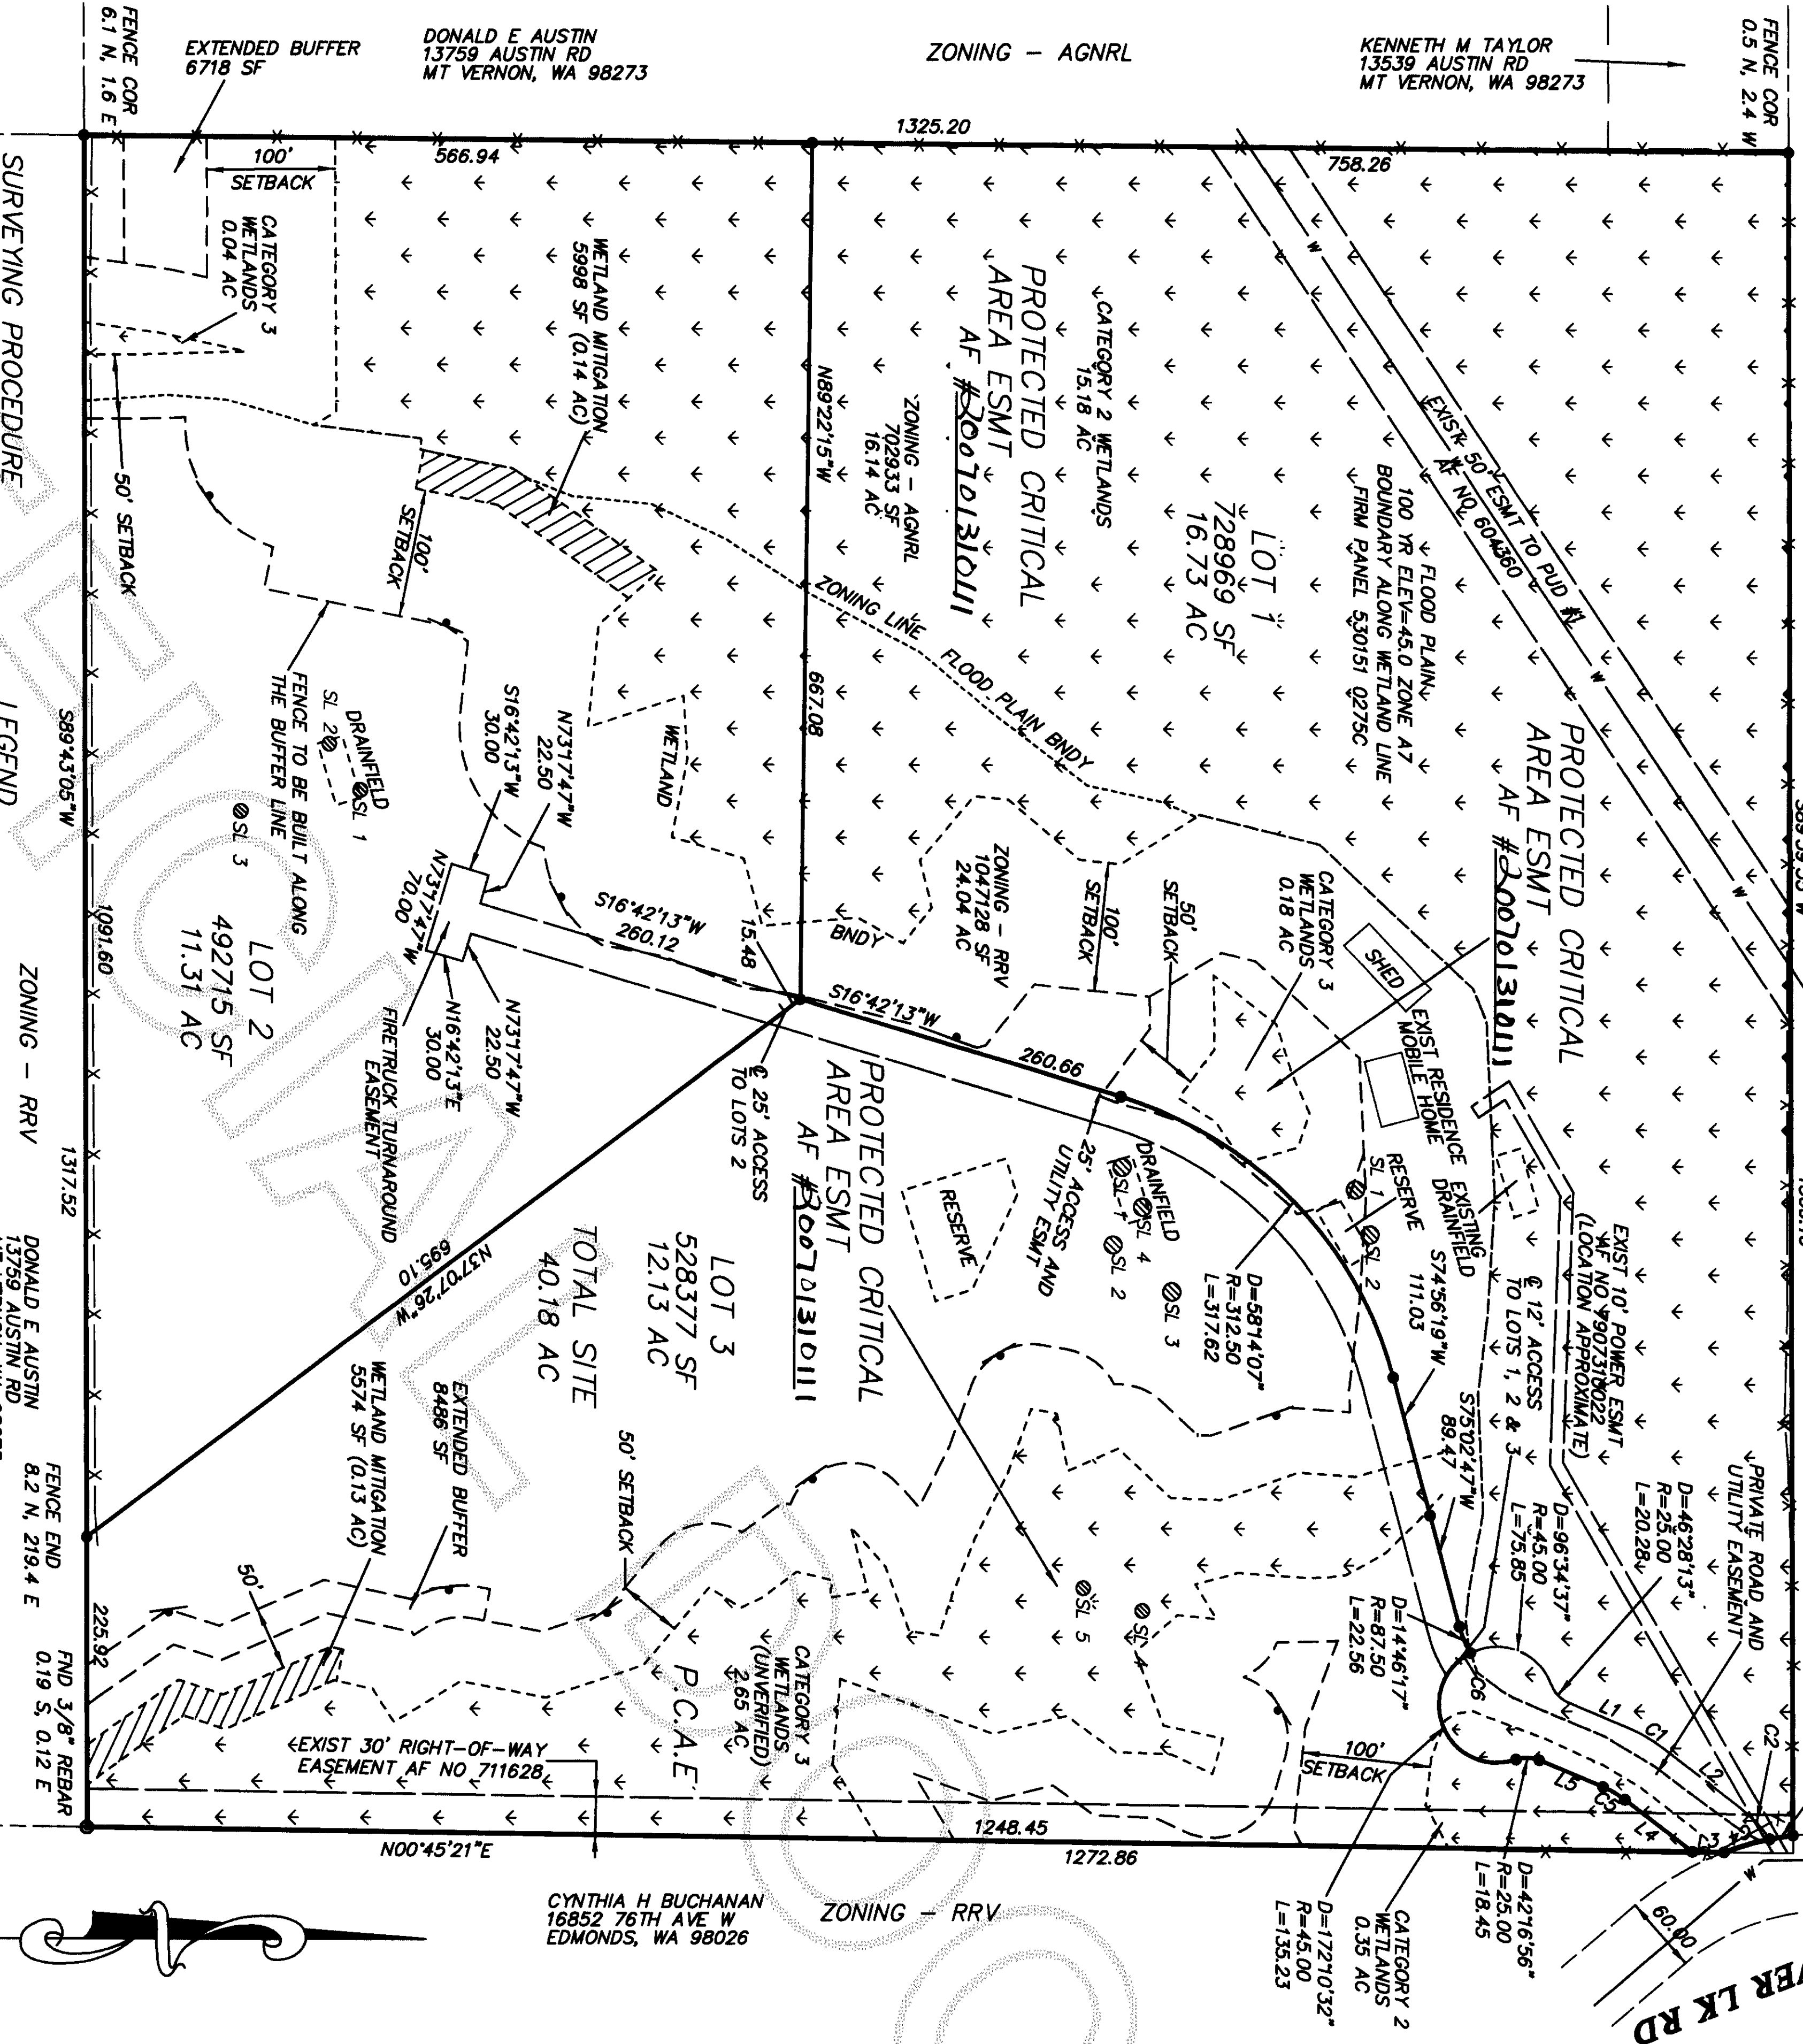 FENCE COR
6.1 N, 1.6 E
EXTENDED BUFFER
6718 SF
DONALD E AUSTIN
13759 AUSTIN RD
MT VERNON, WA 98273
ZONING - AGNRL
KENNETH M TAYLOR
13539 AUSTIN RD
MT VERNON, WA 98273
FENCE COR
0.5 N, 2.4 W
1325.20
566.94
758.26
100'
SETBACK
CATEGORY 3
WETLANDS
0.04 AC
WETLAND MITIGATION
5998 SF (0.14 AC)
N89°22'15"W
667.08
PROTECTED CRITICAL
AREA ESMT
AF #200701310111
CATEGORY 2 WETLANDS
15.18 AC
ZONING - AGNRL
702933 SF
16.14 AC
LOT 1
728969 SF
16.73 AC
FLOOD PLAIN
100 YR ELEV=45.0 ZONE A7
BOUNDARY ALONG WETLAND LINE
FIRM PANEL 530151 0275C
EXIST 50' ESMT TO PUD #1
AF NO 604360
W
W
W
W
W
W
PROTECTED CRITICAL
AREA ESMT
AF #200701310111
ZONING LINE
FLOOD PLAIN BNDY
50' SETBACK
100'
SETBACK
FENCE TO BE BUILT ALONG
THE BUFFER LINE
DRAINFIELD
SL 2
SL 1
SL 3
WETLAND
BNDY
N73°17'47"W
22.50
S16°42'13"W
30.00
N73°17'47"W
70.00
S16°42'13"W
260.12
15.48
N73°17'47"W
22.50
N16°42'13"E
30.00
FIRETRUCK TURNAROUND
EASEMENT
LOT 2
492715 SF
11.31 AC
ZONING - RRV
1047128 SF
24.04 AC
100'
SETBACK
50'
SETBACK
CATEGORY 3
WETLANDS
0.18 AC
SHED
EXIST RESIDENCE
MOBILE HOME
EXISTING
DRAINFIELD
RESERVE
SL 1
SL 2
S16°42'13"W
260.66
℄ 25' ACCESS
TO LOTS 2
PROTECTED CRITICAL
AREA ESMT
AF #200701310111
RESERVE
25' ACCESS AND
UTILITY ESMT
DRAINFIELD
SL 1
SL 4
SL 2
SL 3
D=58°14'07"
R=312.50
L=317.62
S74°56'19"W
111.03
S75°02'47"W
89.47
℄ 12' ACCESS
TO LOTS 1, 2 & 3
EXIST 10' POWER ESMT
AF NO 7907310022
(LOCATION APPROXIMATE)
PRIVATE ROAD AND
UTILITY EASEMENT
D=46°28'13"
R=25.00
L=20.28
D=96°34'37"
R=45.00
L=75.85
D=14°46'17"
R=87.50
L=22.56
C6
L1
C1
L2
C2
L5
C5
L4
L3
LOT 3
528377 SF
12.13 AC
TOTAL SITE
40.18 AC
N37°07'26"W
695.10
S89°43'05"W
1091.60
1317.52
225.92
EXTENDED BUFFER
8486 SF
WETLAND MITIGATION
5574 SF (0.13 AC)
50'
50' SETBACK
SL 5
SL 4
CATEGORY 3
WETLANDS
(UNVERIFIED)
2.65 AC
P.C.A.E.
EXIST 30' RIGHT-OF-WAY
EASEMENT AF NO 711628
100'
SETBACK
1248.45
1272.86
N00°45'21"E
CATEGORY 2
WETLANDS
0.35 AC
D=172°10'32"
R=45.00
L=135.23
D=42°16'56"
R=25.00
L=18.45
60.00
VER LK RD
W
CYNTHIA H BUCHANAN
16852 76TH AVE W
EDMONDS, WA 98026
ZONING - RRV
SURVEYING PROCEDURE
LEGEND
ZONING - RRV
DONALD E AUSTIN
13759 AUSTIN RD
FENCE END
8.2 N, 219.4 E
FND 3/8" REBAR
0.19 S, 0.12 E